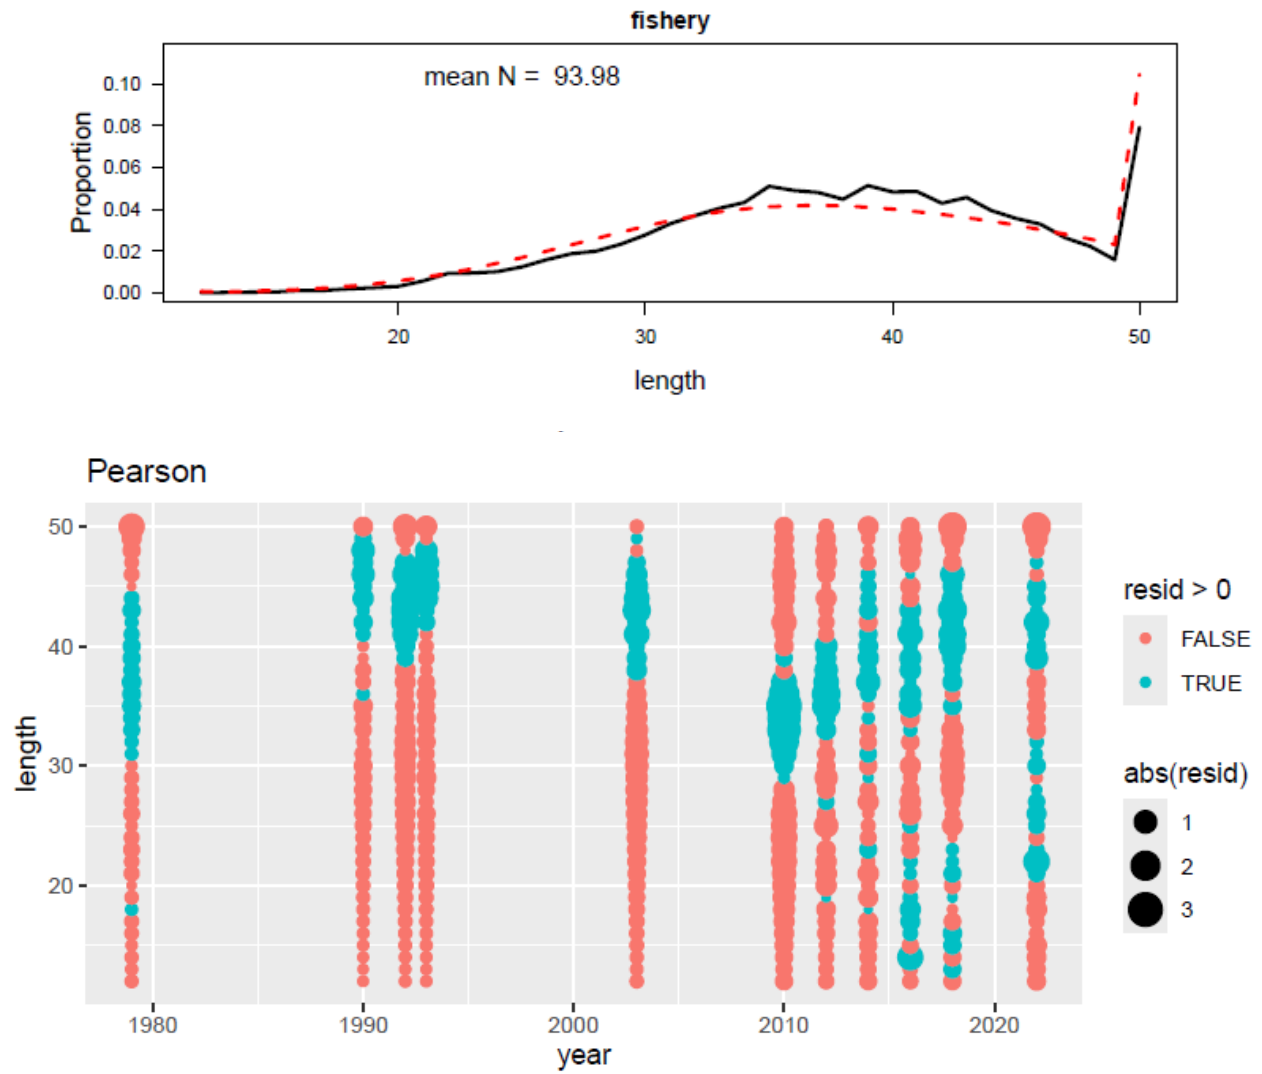 fishery
mean N = 93.98
Proportion
0.10
0.08
0.06
0.04
0.02
0.00
20 30 40 50
length
Pearson
length
50
40
30
20
1980 1990 2000 2010 2020
year
resid > 0
FALSE
TRUE
abs(resid)
1
2
3